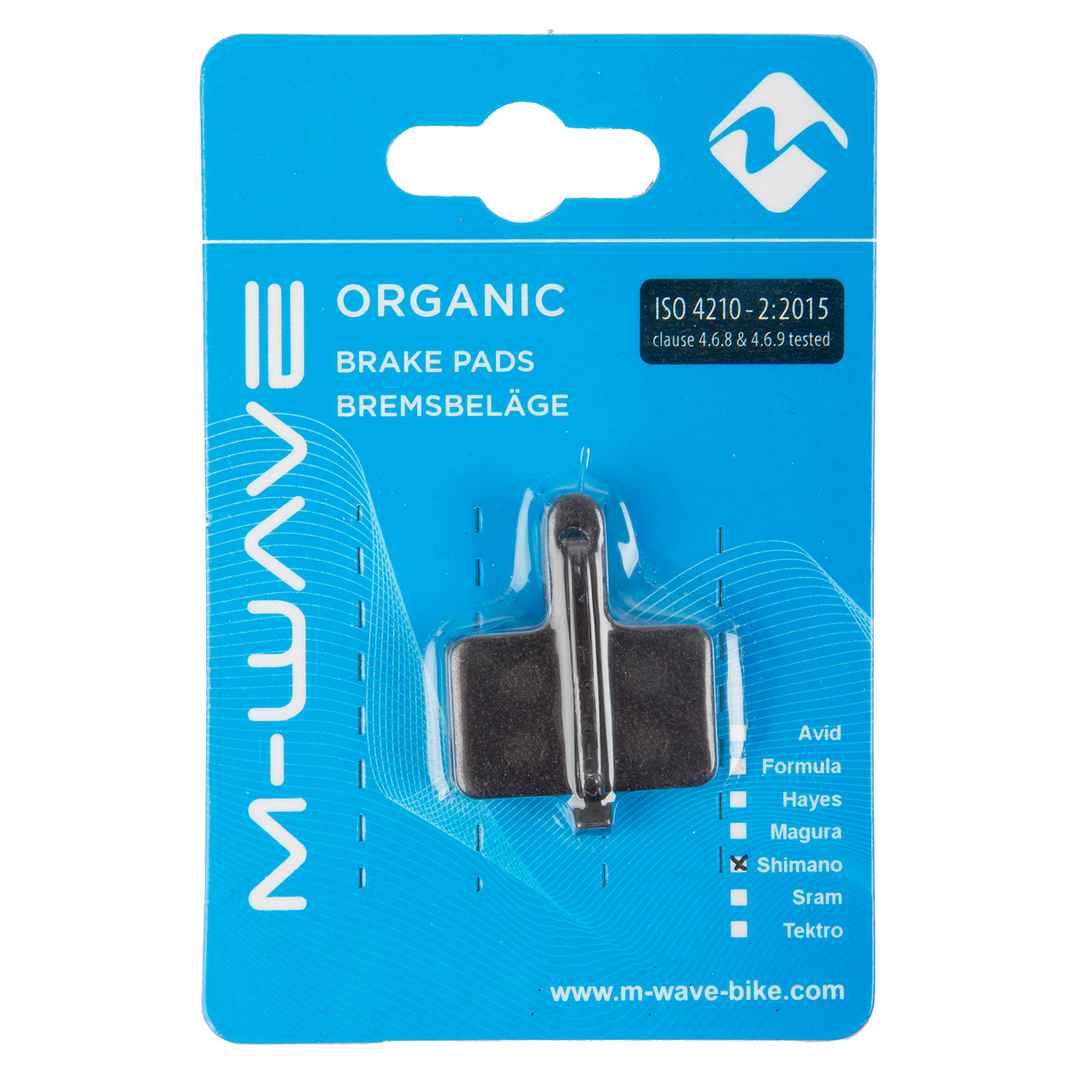 M-WAVE
ORGANIC
BRAKE PADS
BREMSBELÄGE
ISO 4210-2:2015
clause 4.6.8 & 4.6.9 tested
Avid
Formula
Hayes
Magura
Shimano
Sram
Tektro
www.m-wave-bike.com